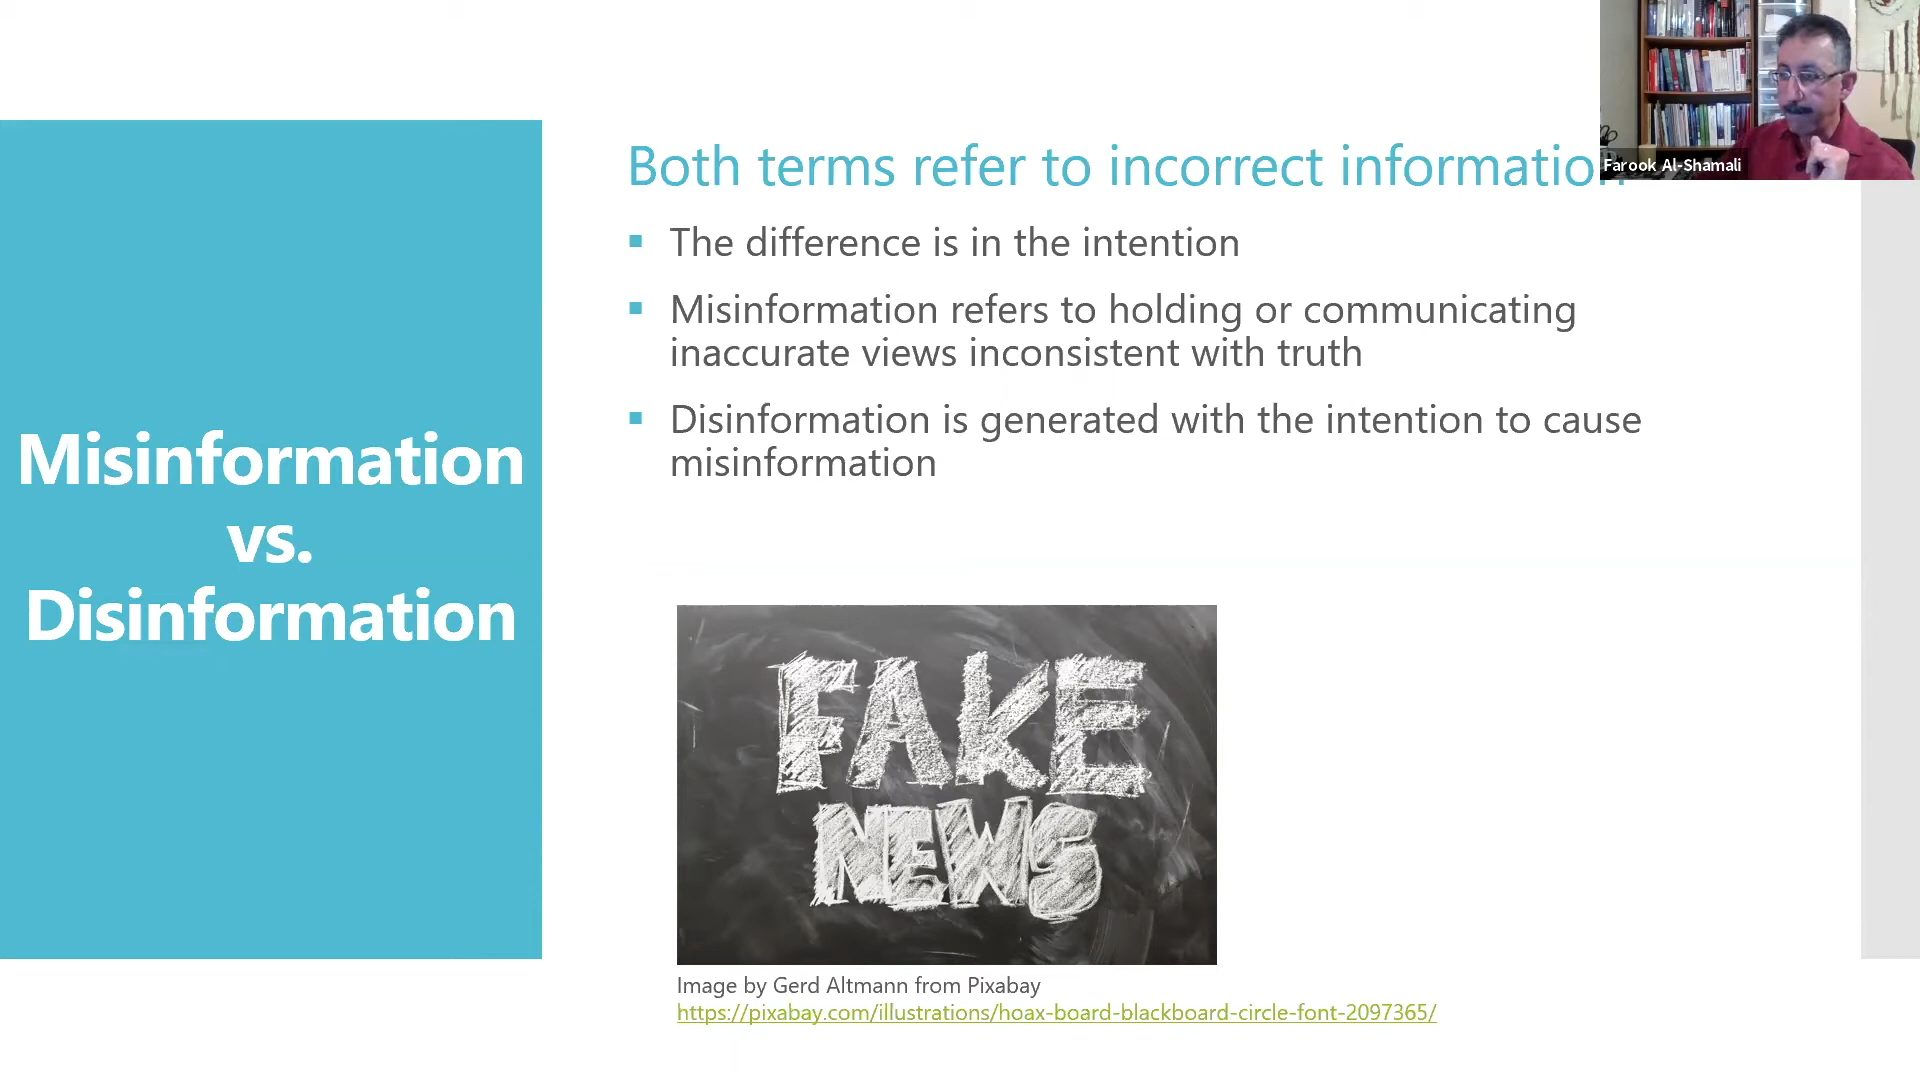 Misinformation
vs.
Disinformation
Both terms refer to incorrect information
The difference is in the intention
Misinformation refers to holding or communicating
inaccurate views inconsistent with truth
Disinformation is generated with the intention to cause
misinformation
FAKE
NEWS
Image by Gerd Altmann from Pixabay
https://pixabay.com/illustrations/hoax-board-blackboard-circle-font-2097365/
Farook Al-Shamali